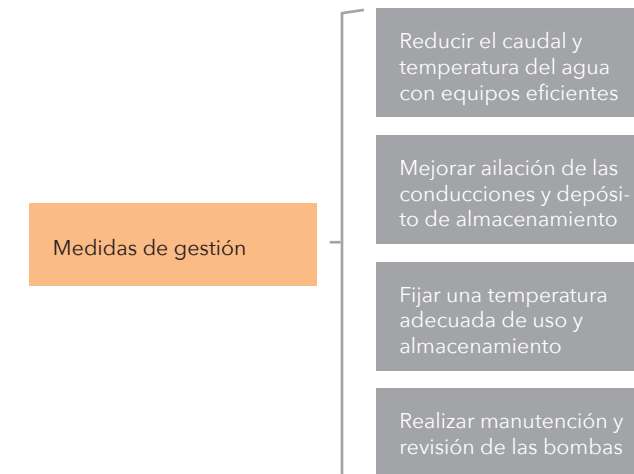 Medidas de gestión
Reducir el caudal y
temperatura del agua
con equipos eficientes
Mejorar ailación de las
conducciones y depósi-
to de almacenamiento
Fijar una temperatura
adecuada de uso y
almacenamiento
Realizar manutención y
revisión de las bombas